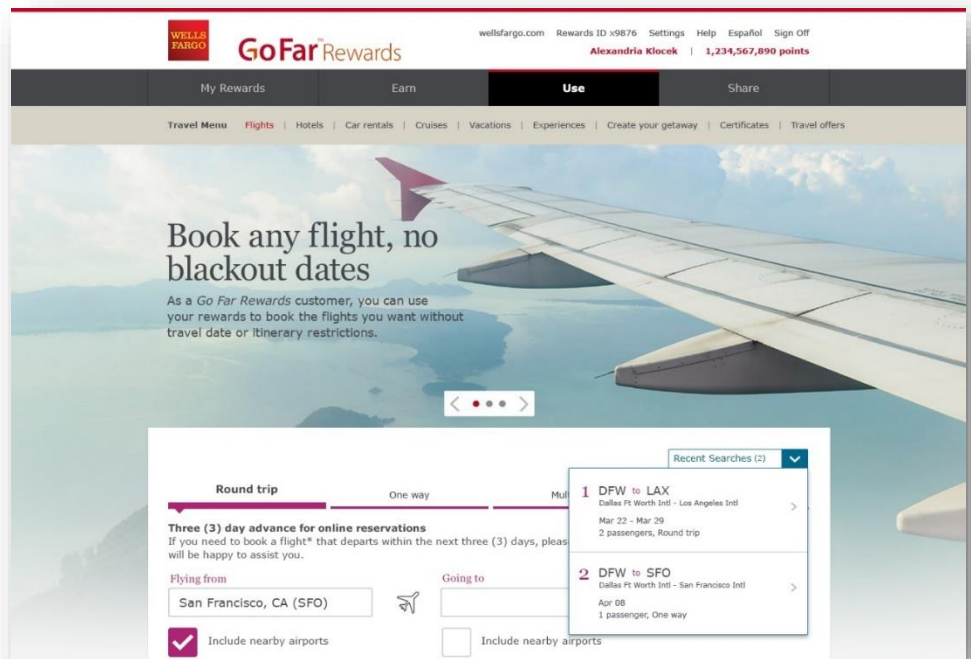 WELLS
FARGO
Go Far™ Rewards
wellsfargo.com Rewards ID x9876 Settings Help Español Sign Off
Alexandria Klocek | 1,234,567,890 points
My Rewards Earn Use Share
Travel Menu Flights | Hotels | Car rentals | Cruises | Vacations | Experiences | Create your getaway | Certificates | Travel offers
Book any flight, no
blackout dates
As a Go Far Rewards customer, you can use
your rewards to book the flights you want without
travel date or itinerary restrictions.
Recent Searches (2)
Round trip One way Mul
1 DFW to LAX
Dallas Ft Worth Intl - Los Angeles Intl
Mar 22 - Mar 29
2 passengers, Round trip
2 DFW to SFO
Dallas Ft Worth Intl - San Francisco Intl
Apr 08
1 passenger, One way
Three (3) day advance for online reservations
If you need to book a flight* that departs within the next three (3) days, pleas
will be happy to assist you.
Flying from Going to
San Francisco, CA (SFO)
Include nearby airports Include nearby airports